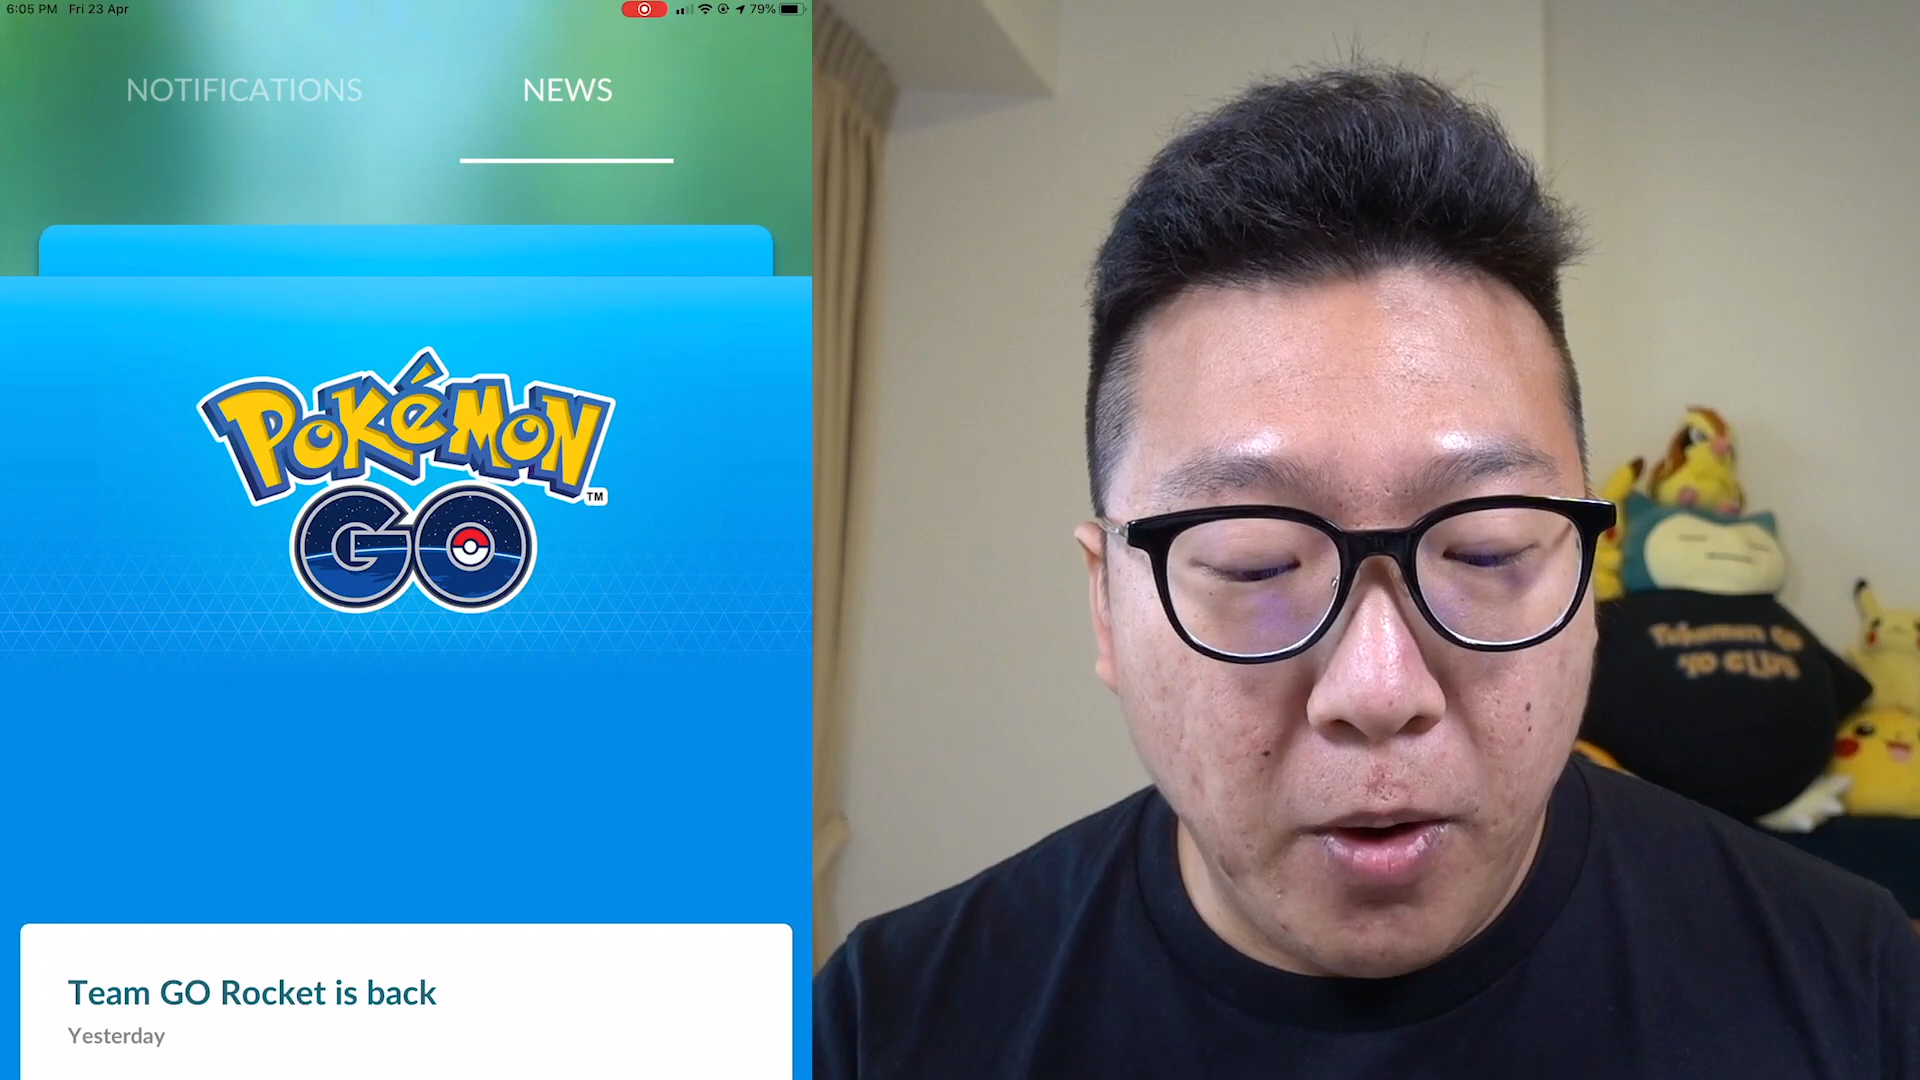 6:05 PM Fri 23 Apr
79%
NOTIFICATIONS NEWS
POKéMON
TM
GO
Team GO Rocket is back
Yesterday